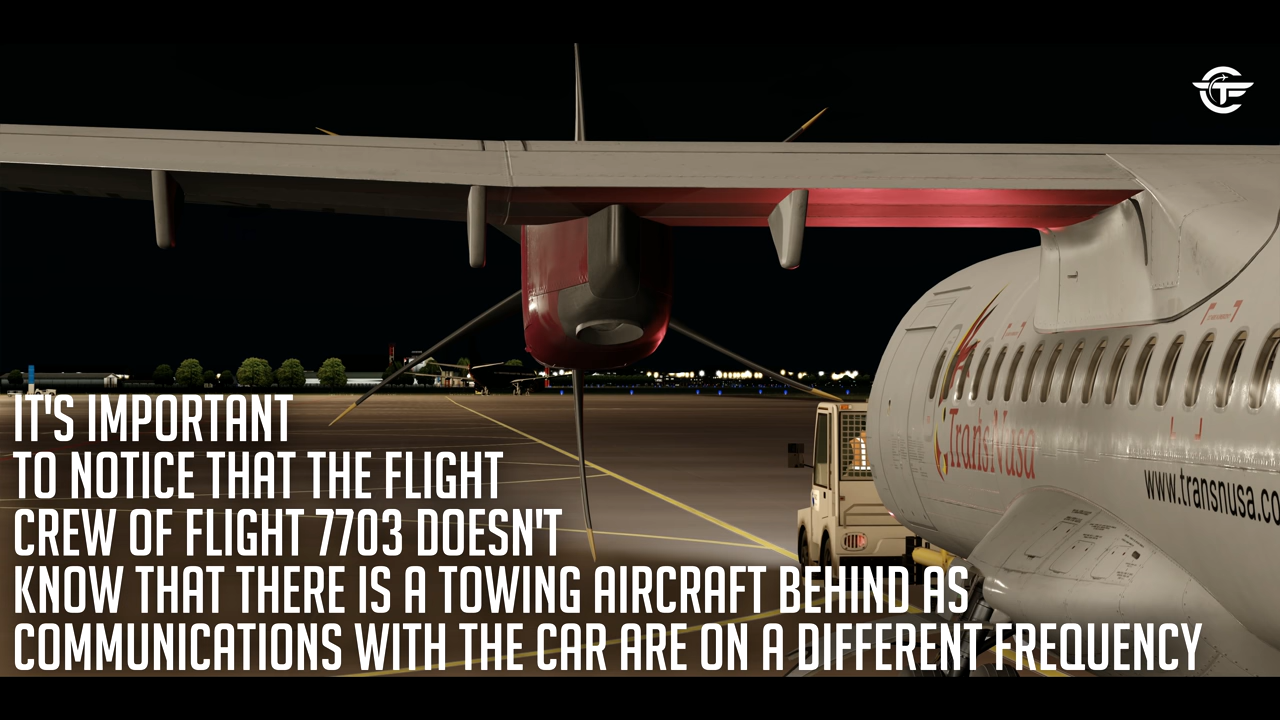 TransNusa
www.transnusa.co
IT'S IMPORTANT
TO NOTICE THAT THE FLIGHT
CREW OF FLIGHT 7703 DOESN'T
KNOW THAT THERE IS A TOWING AIRCRAFT BEHIND AS
COMMUNICATIONS WITH THE CAR ARE ON A DIFFERENT FREQUENCY